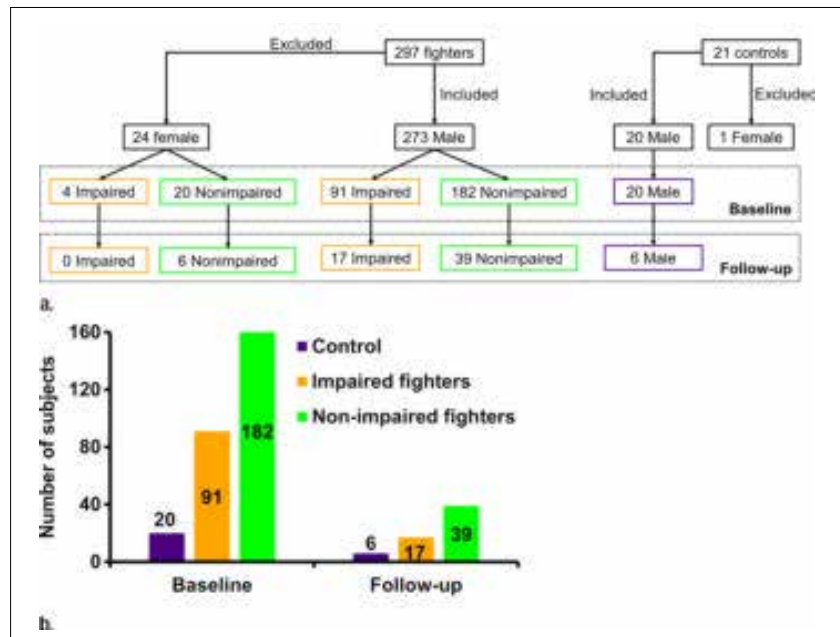 Excluded
297 fighters
21 controls
Included
Included
Excluded
24 female
273 Male
20 Male
1 Female
4 Impaired
20 Nonimpaired
91 Impaired
182 Nonimpaired
20 Male
Baseline
0 Impaired
6 Nonimpaired
17 Impaired
39 Nonimpaired
6 Male
Follow-up
a.
Number of subjects
160
120
80
40
0
Control
Impaired fighters
Non-impaired fighters
20
91
182
6
17
39
Baseline
Follow-up
b.